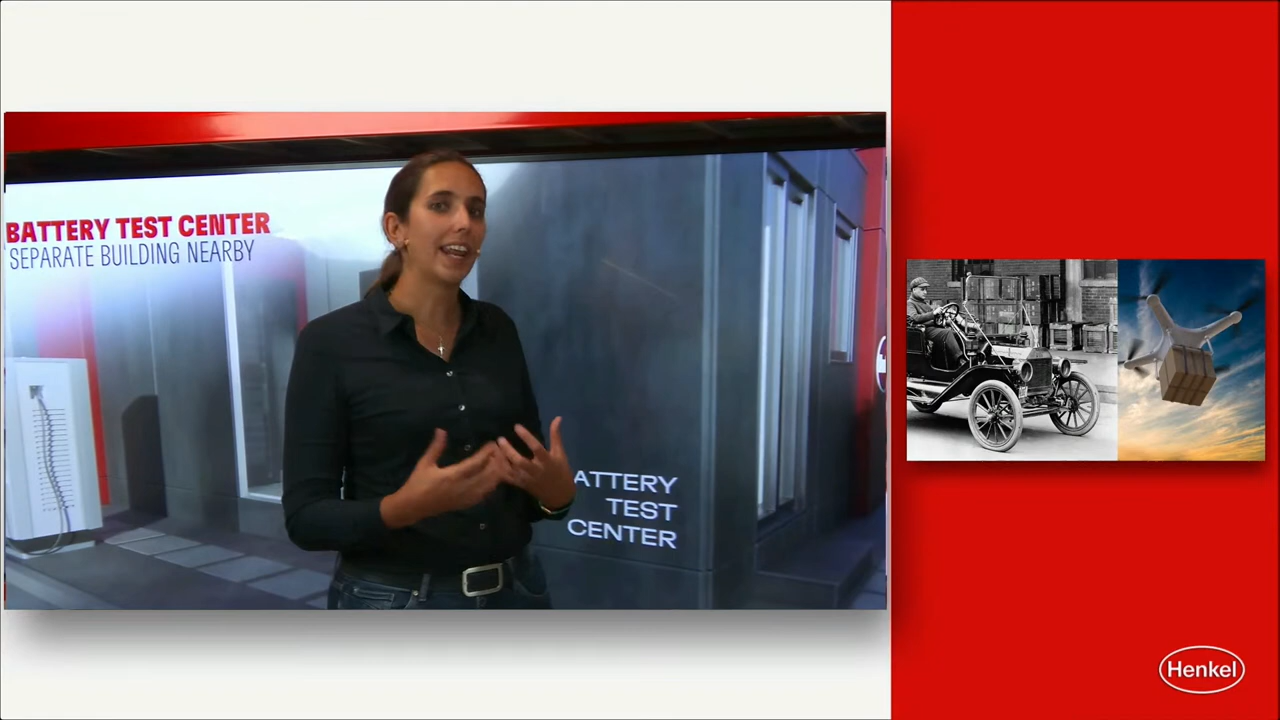 BATTERY TEST CENTER
SEPARATE BUILDING NEARBY
ATTERY
TEST
CENTER
Henkel